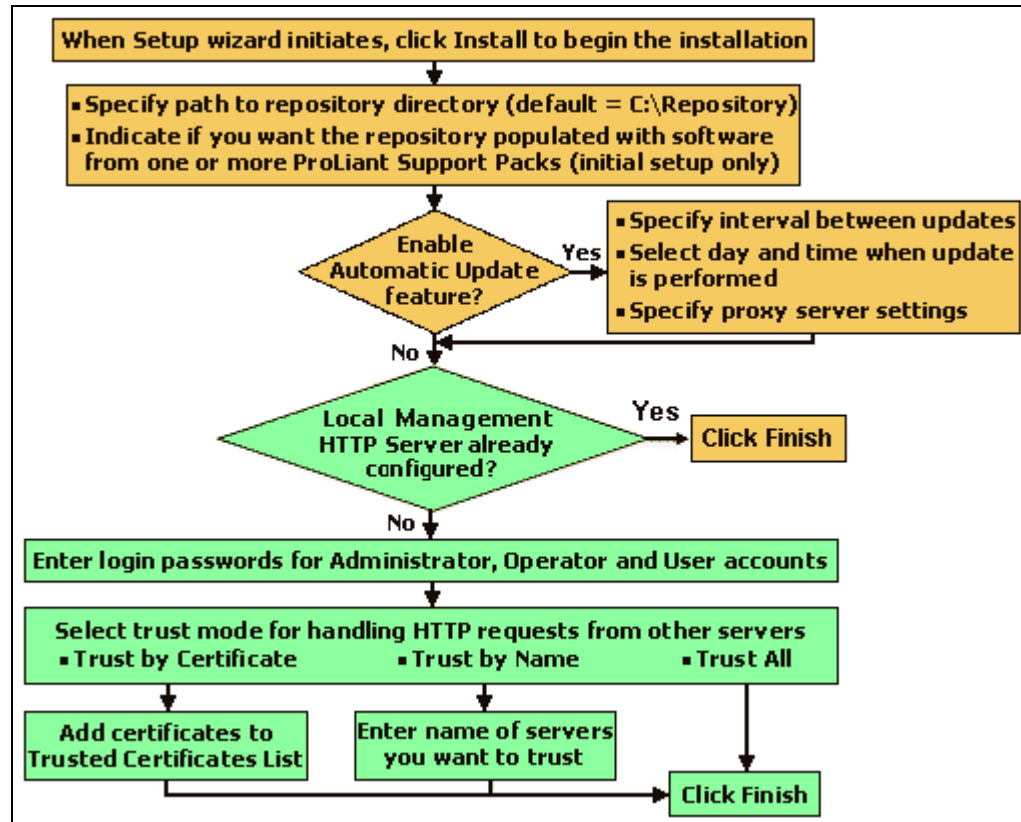 When Setup wizard initiates, click Install to begin the installation
▪ Specify path to repository directory (default = C:\Repository)
▪ Indicate if you want the repository populated with software
from one or more ProLiant Support Packs (initial setup only)
Enable
Automatic Update
feature?
Yes
▪ Specify interval between updates
▪ Select day and time when update
is performed
▪ Specify proxy server settings
No
Local Management
HTTP Server already
configured?
Yes
Click Finish
No
Enter login passwords for Administrator, Operator and User accounts
Select trust mode for handling HTTP requests from other servers
▪ Trust by Certificate ▪ Trust by Name ▪ Trust All
Add certificates to
Trusted Certificates List
Enter name of servers
you want to trust
Click Finish